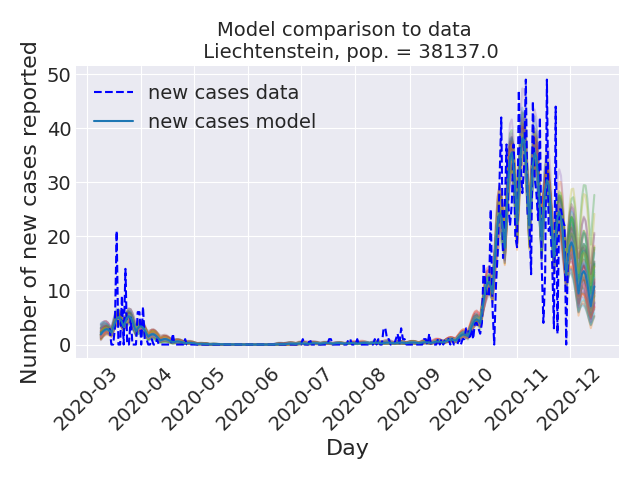 Model comparison to data
Liechtenstein, pop. = 38137.0
Number of new cases reported
50
40
30
20
10
0
new cases data
new cases model
2020-03
2020-04
2020-05
2020-06
2020-07
2020-08
2020-09
2020-10
2020-11
2020-12
Day